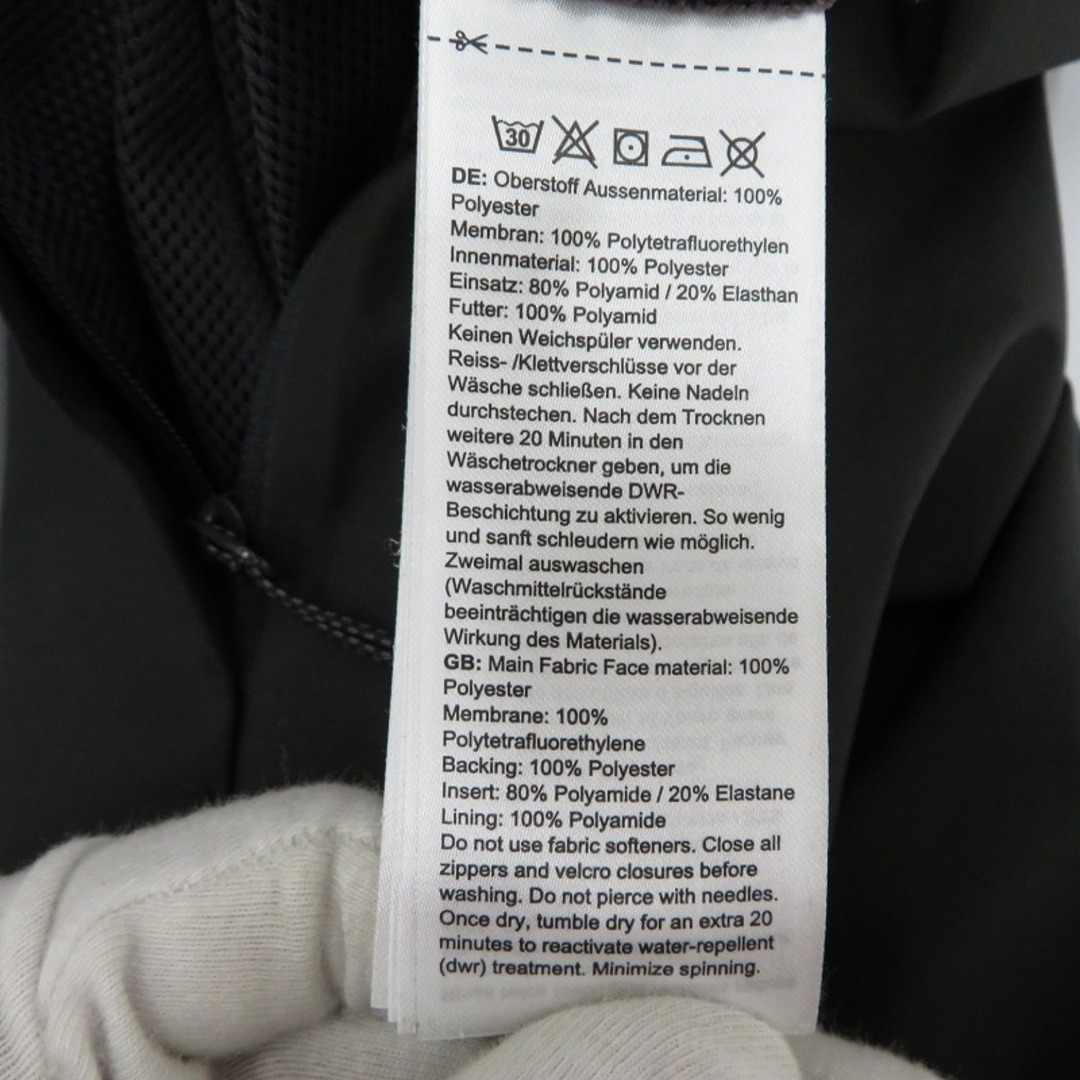 30
DE: Oberstoff Aussenmaterial: 100%
Polyester
Membran: 100% Polytetrafluorethylen
Innenmaterial: 100% Polyester
Einsatz: 80% Polyamid / 20% Elasthan
Futter: 100% Polyamid
Keinen Weichspüler verwenden.
Reiss- /Klettverschlüsse vor der
Wäsche schließen. Keine Nadeln
durchstechen. Nach dem Trocknen
weitere 20 Minuten in den
Wäschetrockner geben, um die
wasserabweisende DWR-
Beschichtung zu aktivieren. So wenig
und sanft schleudern wie möglich.
Zweimal auswaschen
(Waschmittelrückstände
beeinträchtigen die wasserabweisende
Wirkung des Materials).
GB: Main Fabric Face material: 100%
Polyester
Membrane: 100%
Polytetrafluorethylene
Backing: 100% Polyester
Insert: 80% Polyamide / 20% Elastane
Lining: 100% Polyamide
Do not use fabric softeners. Close all
zippers and velcro closures before
washing. Do not pierce with needles.
Once dry, tumble dry for an extra 20
minutes to reactivate water-repellent
(dwr) treatment. Minimize spinning.